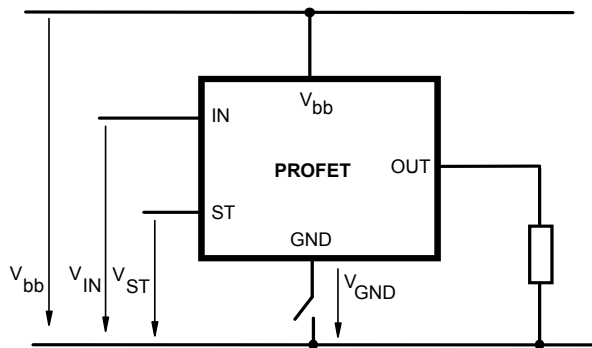 Vbb
IN
PROFET
OUT
ST
GND
Vbb
VIN
VST
VGND